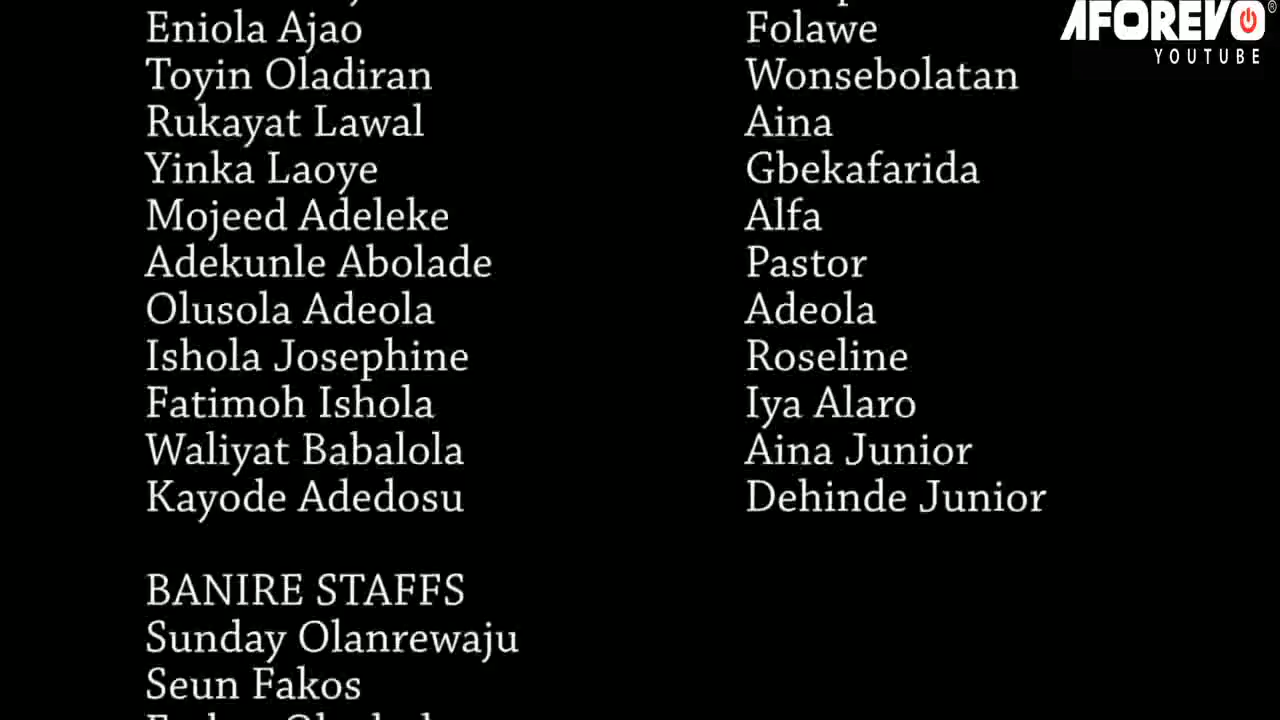 AFOREVO®
YOUTUBE
Eniola Ajao Folawe
Toyin Oladiran Wonsebolatan
Rukayat Lawal Aina
Yinka Laoye Gbekafarida
Mojeed Adeleke Alfa
Adekunle Abolade Pastor
Olusola Adeola Adeola
Ishola Josephine Roseline
Fatimoh Ishola Iya Alaro
Waliyat Babalola Aina Junior
Kayode Adedosu Dehinde Junior
BANIRE STAFFS
Sunday Olanrewaju
Seun Fakos